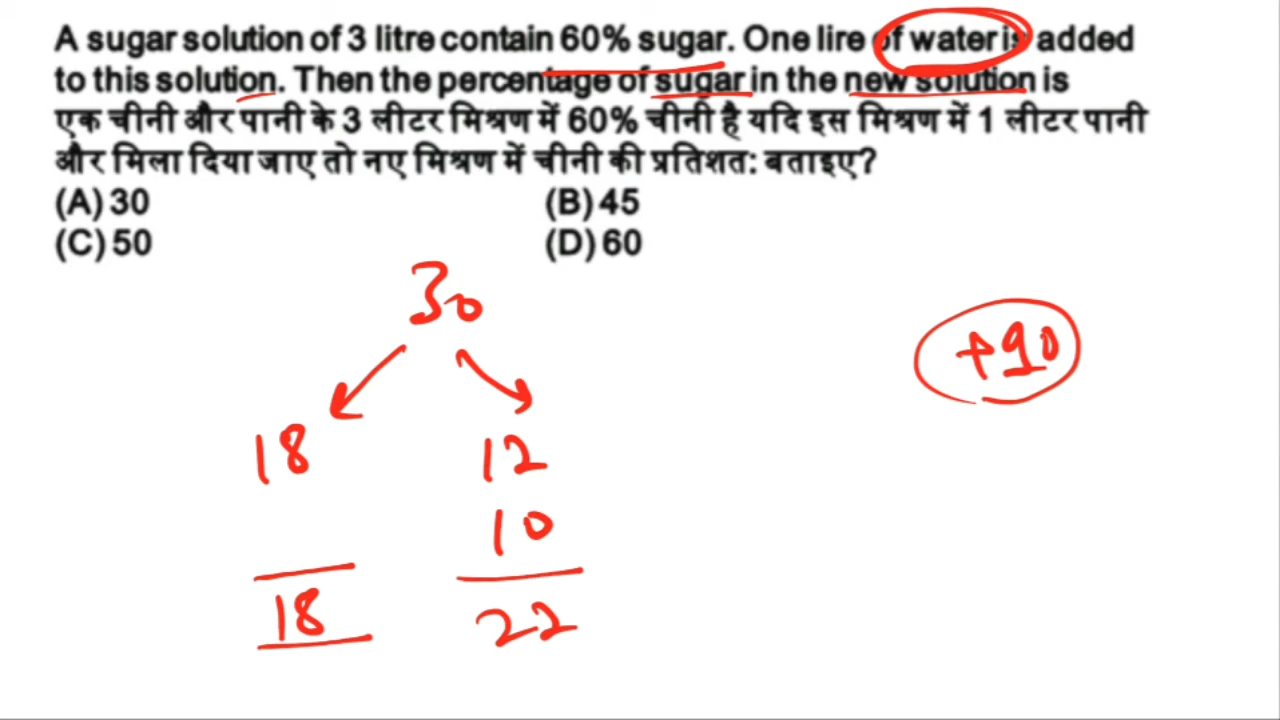 A sugar solution of 3 litre contain 60% sugar. One lire of water is added
to this solution. Then the percentage of sugar in the new solution is
एक चीनी और पानी के 3 लीटर मिश्रण में 60% चीनी है यदि इस मिश्रण में 1 लीटर पानी
और मिला दिया जाए तो नए मिश्रण में चीनी की प्रतिशत: बताइए?
(A) 30 (B) 45
(C) 50 (D) 60
30
+90
18 12
10
18 22